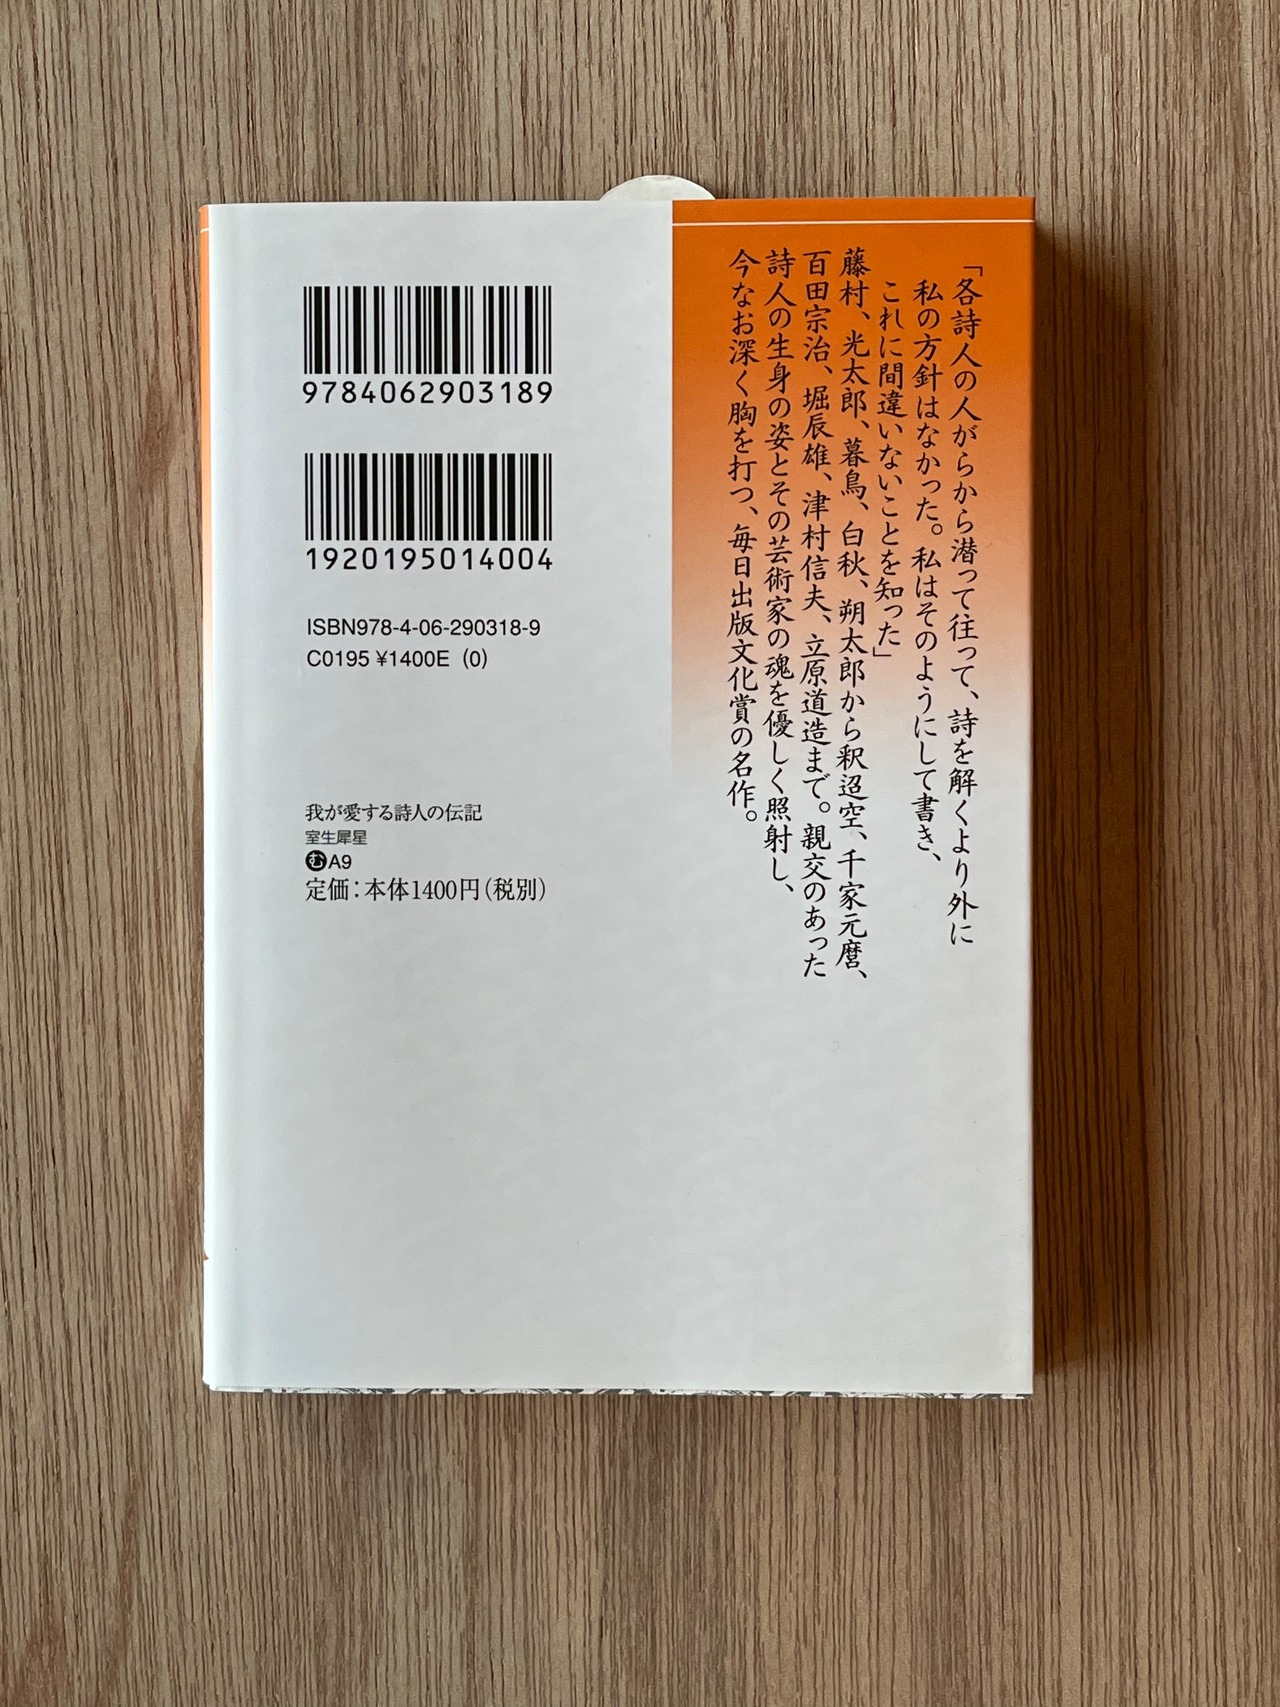 「各詩人の人がらから潜って往って、詩を解くより外に
私の方針はなかった。私はそのようにして書き、
これに間違いないことを知った」
藤村、光太郎、暮鳥、白秋、朔太郎から釈迢空、千家元麿、
百田宗治、堀辰雄、津村信夫、立原道造まで。親交のあった
詩人の生身の姿とその芸術家の魂を優しく照射し、
今なお深く胸を打つ、毎日出版文化賞の名作。
9784062903189
1920195014004
ISBN978-4-06-290318-9
C0195 ¥1400E (0)
我が愛する詩人の伝記
室生犀星
むA9
定価：本体1400円（税別）